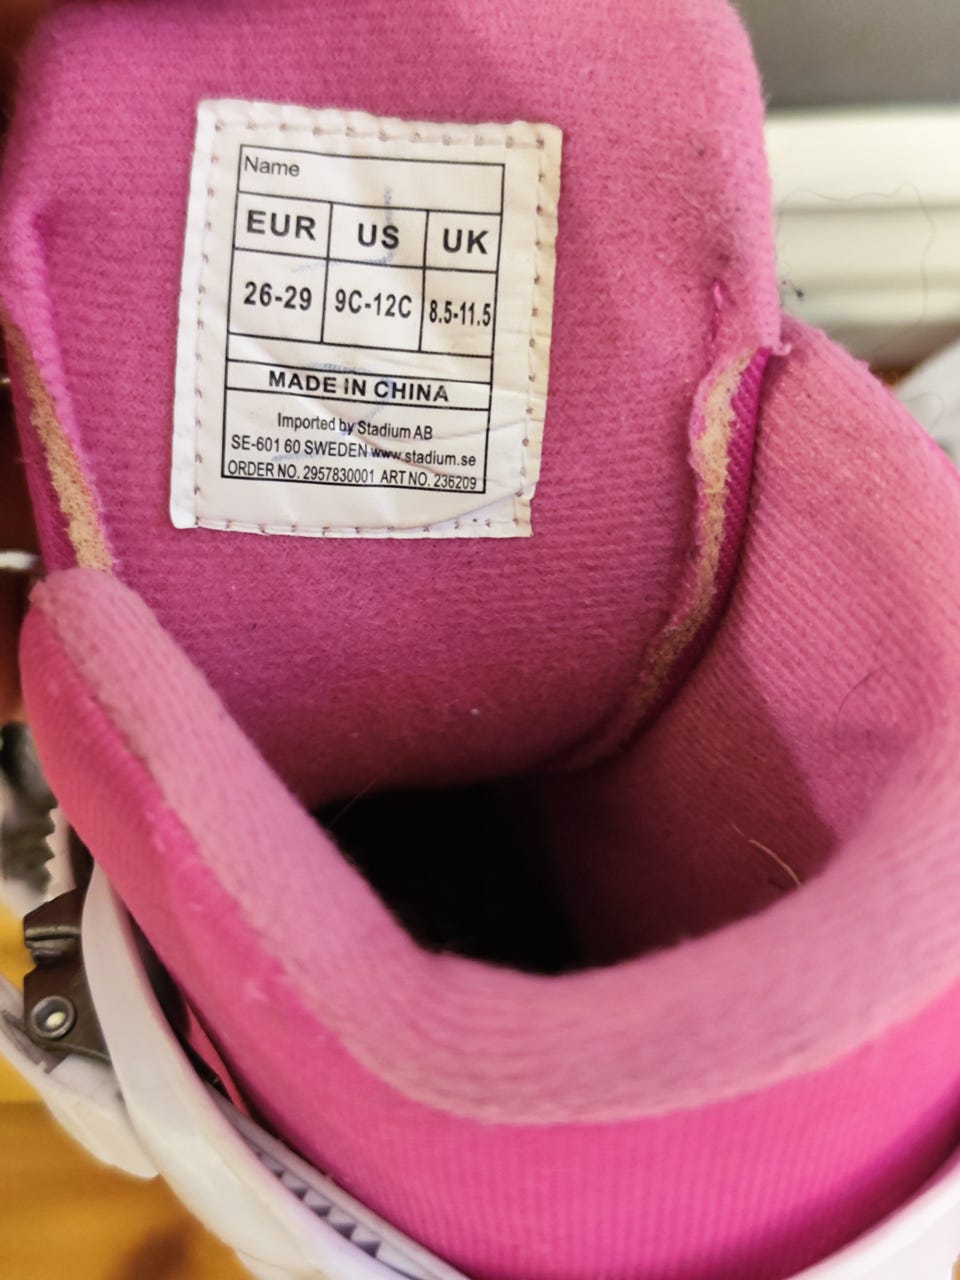 Name
EUR US UK
26-29 9C-12C 8.5-11.5
MADE IN CHINA
Imported by Stadium AB
SE-601 60 SWEDEN www.stadium.se
ORDER NO. 2957830001 ART NO. 236209